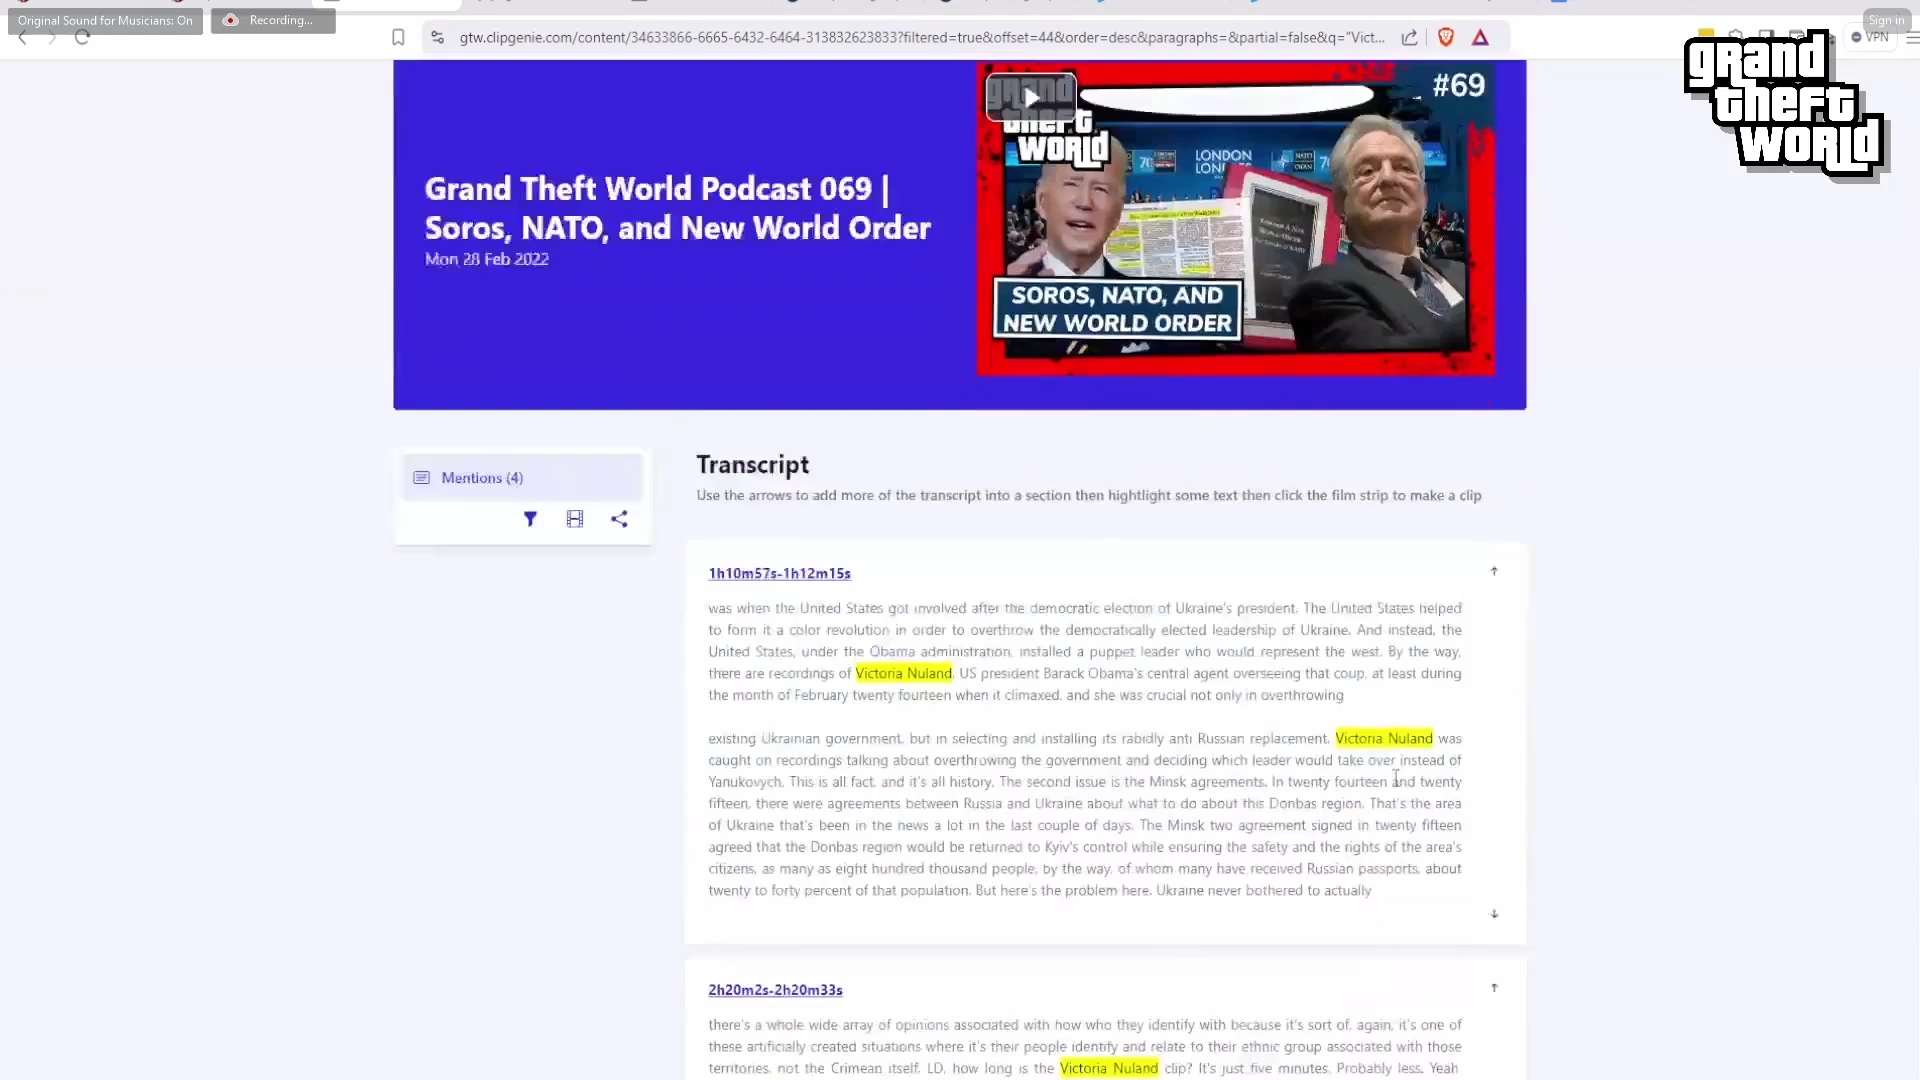 Original Sound for Musicians: On
Recording...
Sign in
gtw.clipgenie.com/content/34633866-6665-6432-6464-313832623833?filtered=true&offset=44&order=desc&paragraphs=&partial=false&q="Vict...
VPN
grand
theft
world
Grand Theft World Podcast 069 |
Soros, NATO, and New World Order
Mon 28 Feb 2022
grand
theft
world
#69
70
LONDON
NATO
OTAN
SOROS, NATO, AND
NEW WORLD ORDER
Mentions (4)
Transcript
Use the arrows to add more of the transcript into a section then hightlight some text then click the film strip to make a clip
1h10m57s-1h12m15s
was when the United States got involved after the democratic election of Ukraine's president. The United States helped
to form it a color revolution in order to overthrow the democratically elected leadership of Ukraine. And instead, the
United States, under the Obama administration, installed a puppet leader who would represent the west. By the way,
there are recordings of Victoria Nuland, US president Barack Obama's central agent overseeing that coup, at least during
the month of February twenty fourteen when it climaxed, and she was crucial not only in overthrowing
existing Ukrainian government, but in selecting and installing its rabidly anti Russian replacement. Victoria Nuland was
caught on recordings talking about overthrowing the government and deciding which leader would take over instead of
Yanukovych. This is all fact, and it's all history. The second issue is the Minsk agreements. In twenty fourteen and twenty
fifteen, there were agreements between Russia and Ukraine about what to do about this Donbas region. That's the area
of Ukraine that's been in the news a lot in the last couple of days. The Minsk two agreement signed in twenty fifteen
agreed that the Donbas region would be returned to Kyiv's control while ensuring the safety and the rights of the area's
citizens, as many as eight hundred thousand people, by the way, of whom many have received Russian passports, about
twenty to forty percent of that population. But here's the problem here. Ukraine never bothered to actually
2h20m2s-2h20m33s
there's a whole wide array of opinions associated with how who they identify with because it's sort of, again, it's one of
these artificially created situations where it's their people identify and relate to their ethnic group associated with those
territories, not the Crimean itself. LD, how long is the Victoria Nuland clip? It's just five minutes. Probably less. Yeah